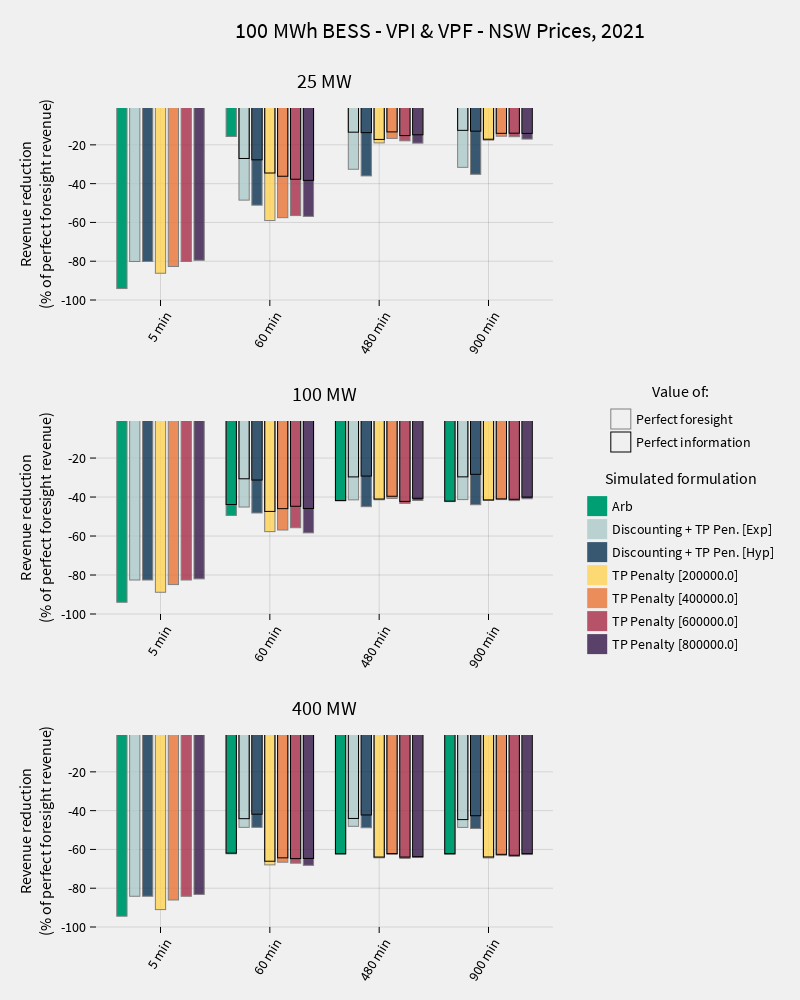 100 MWh BESS - VPI & VPF - NSW Prices, 2021
25 MW
Revenue reduction
(% of perfect foresight revenue)
-20
-40
-60
-80
-100
5 min
60 min
480 min
900 min
100 MW
Revenue reduction
(% of perfect foresight revenue)
-20
-40
-60
-80
-100
5 min
60 min
480 min
900 min
Value of:
Perfect foresight
Perfect information
Simulated formulation
Arb
Discounting + TP Pen. [Exp]
Discounting + TP Pen. [Hyp]
TP Penalty [200000.0]
TP Penalty [400000.0]
TP Penalty [600000.0]
TP Penalty [800000.0]
400 MW
Revenue reduction
(% of perfect foresight revenue)
-20
-40
-60
-80
-100
5 min
60 min
480 min
900 min